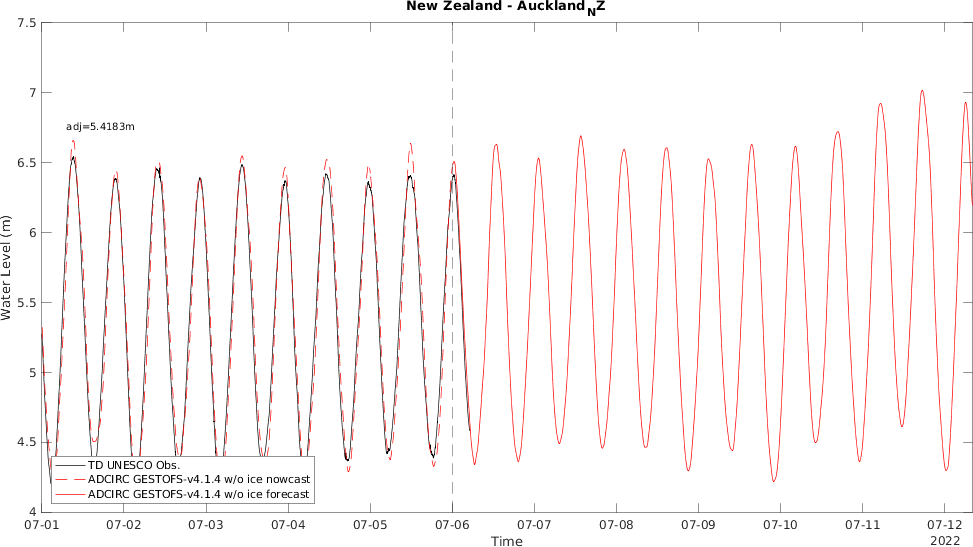 New Zealand - Auckland_NZ
7.5
7
6.5
6
5.5
5
4.5
4
Water Level (m)
adj=5.4183m
TD UNESCO Obs.
ADCIRC GESTOFS-v4.1.4 w/o ice nowcast
ADCIRC GESTOFS-v4.1.4 w/o ice forecast
07-01 07-02 07-03 07-04 07-05 07-06 07-07 07-08 07-09 07-10 07-11 07-12
Time
2022